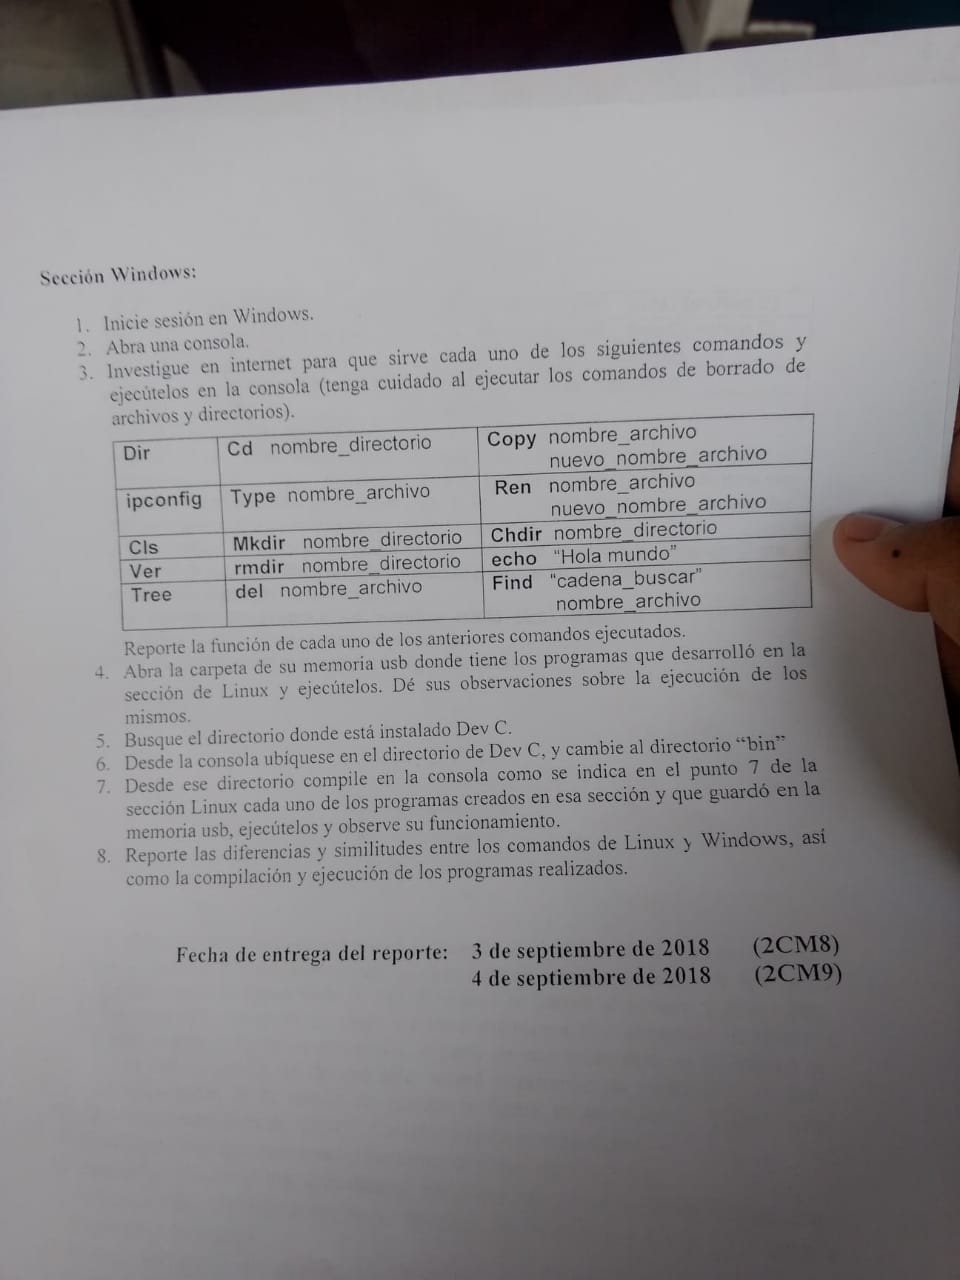 Sección Windows:
1. Inicie sesión en Windows.
2. Abra una consola.
3. Investigue en internet para que sirve cada uno de los siguientes comandos y
ejecútelos en la consola (tenga cuidado al ejecutar los comandos de borrado de
archivos y directorios).
Dir Cd nombre_directorio Copy nombre_archivo
nuevo_nombre_archivo
ipconfig Type nombre_archivo Ren nombre_archivo
nuevo_nombre_archivo
Cls Mkdir nombre_directorio Chdir nombre_directorio
Ver rmdir nombre_directorio echo “Hola mundo”
Tree del nombre_archivo Find “cadena_buscar”
nombre_archivo
Reporte la función de cada uno de los anteriores comandos ejecutados.
4. Abra la carpeta de su memoria usb donde tiene los programas que desarrolló en la
sección de Linux y ejecútelos. Dé sus observaciones sobre la ejecución de los
mismos.
5. Busque el directorio donde está instalado Dev C.
6. Desde la consola ubíquese en el directorio de Dev C, y cambie al directorio “bin”
7. Desde ese directorio compile en la consola como se indica en el punto 7 de la
sección Linux cada uno de los programas creados en esa sección y que guardó en la
memoria usb, ejecútelos y observe su funcionamiento.
8. Reporte las diferencias y similitudes entre los comandos de Linux y Windows, así
como la compilación y ejecución de los programas realizados.
Fecha de entrega del reporte: 3 de septiembre de 2018 (2CM8)
4 de septiembre de 2018 (2CM9)